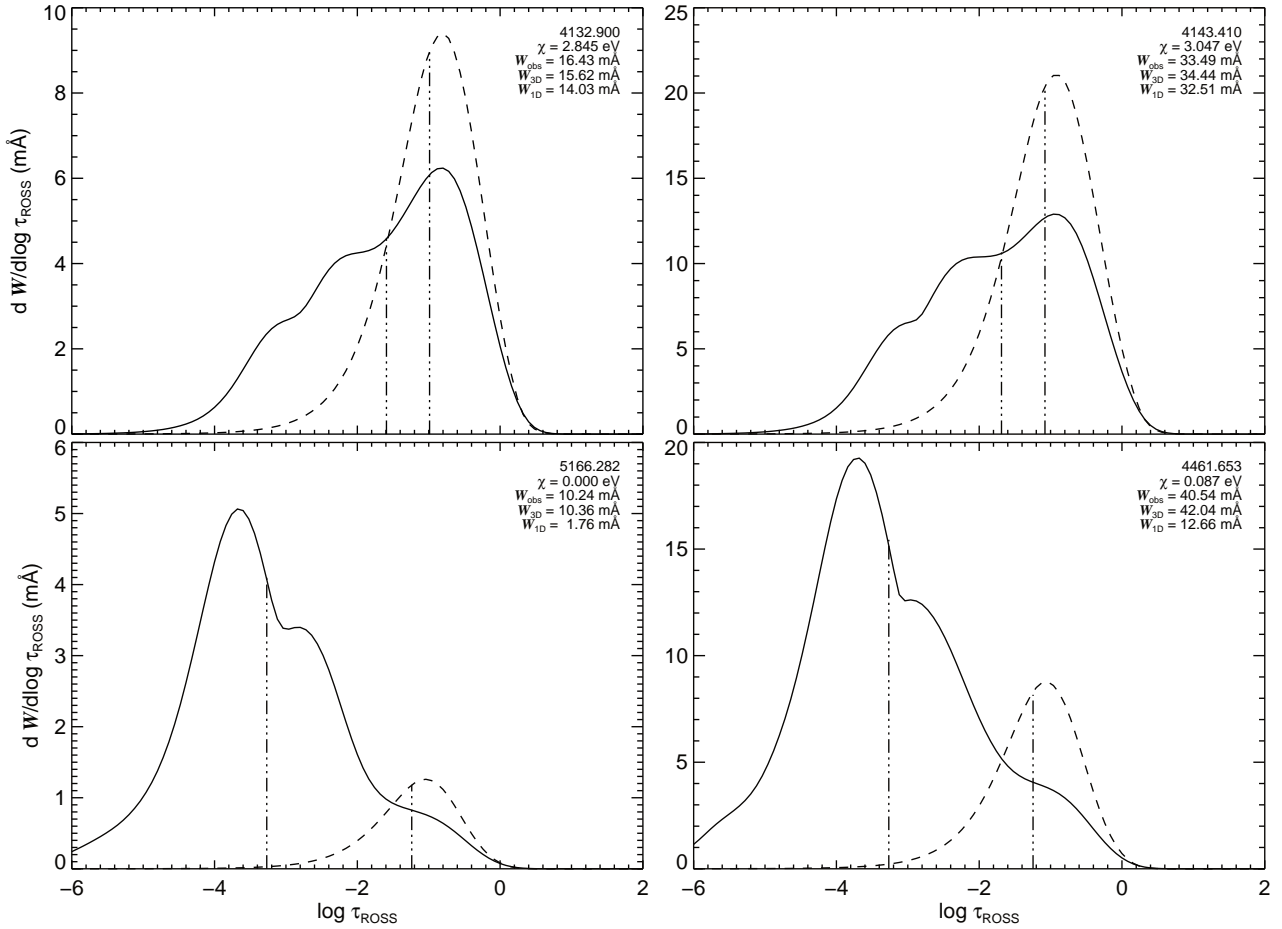 4132.900
χ = 2.845 eV
W_obs = 16.43 mÅ
W_3D = 15.62 mÅ
W_1D = 14.03 mÅ
d W/dlog τ_ROSS (mÅ)
10
8
6
4
2
0
4143.410
χ = 3.047 eV
W_obs = 33.49 mÅ
W_3D = 34.44 mÅ
W_1D = 32.51 mÅ
25
20
15
10
5
0
5166.282
χ = 0.000 eV
W_obs = 10.24 mÅ
W_3D = 10.36 mÅ
W_1D = 1.76 mÅ
d W/dlog τ_ROSS (mÅ)
6
5
4
3
2
1
0
−6 −4 −2 0 2
log τ_ROSS
4461.653
χ = 0.087 eV
W_obs = 40.54 mÅ
W_3D = 42.04 mÅ
W_1D = 12.66 mÅ
20
15
10
5
0
−6 −4 −2 0 2
log τ_ROSS